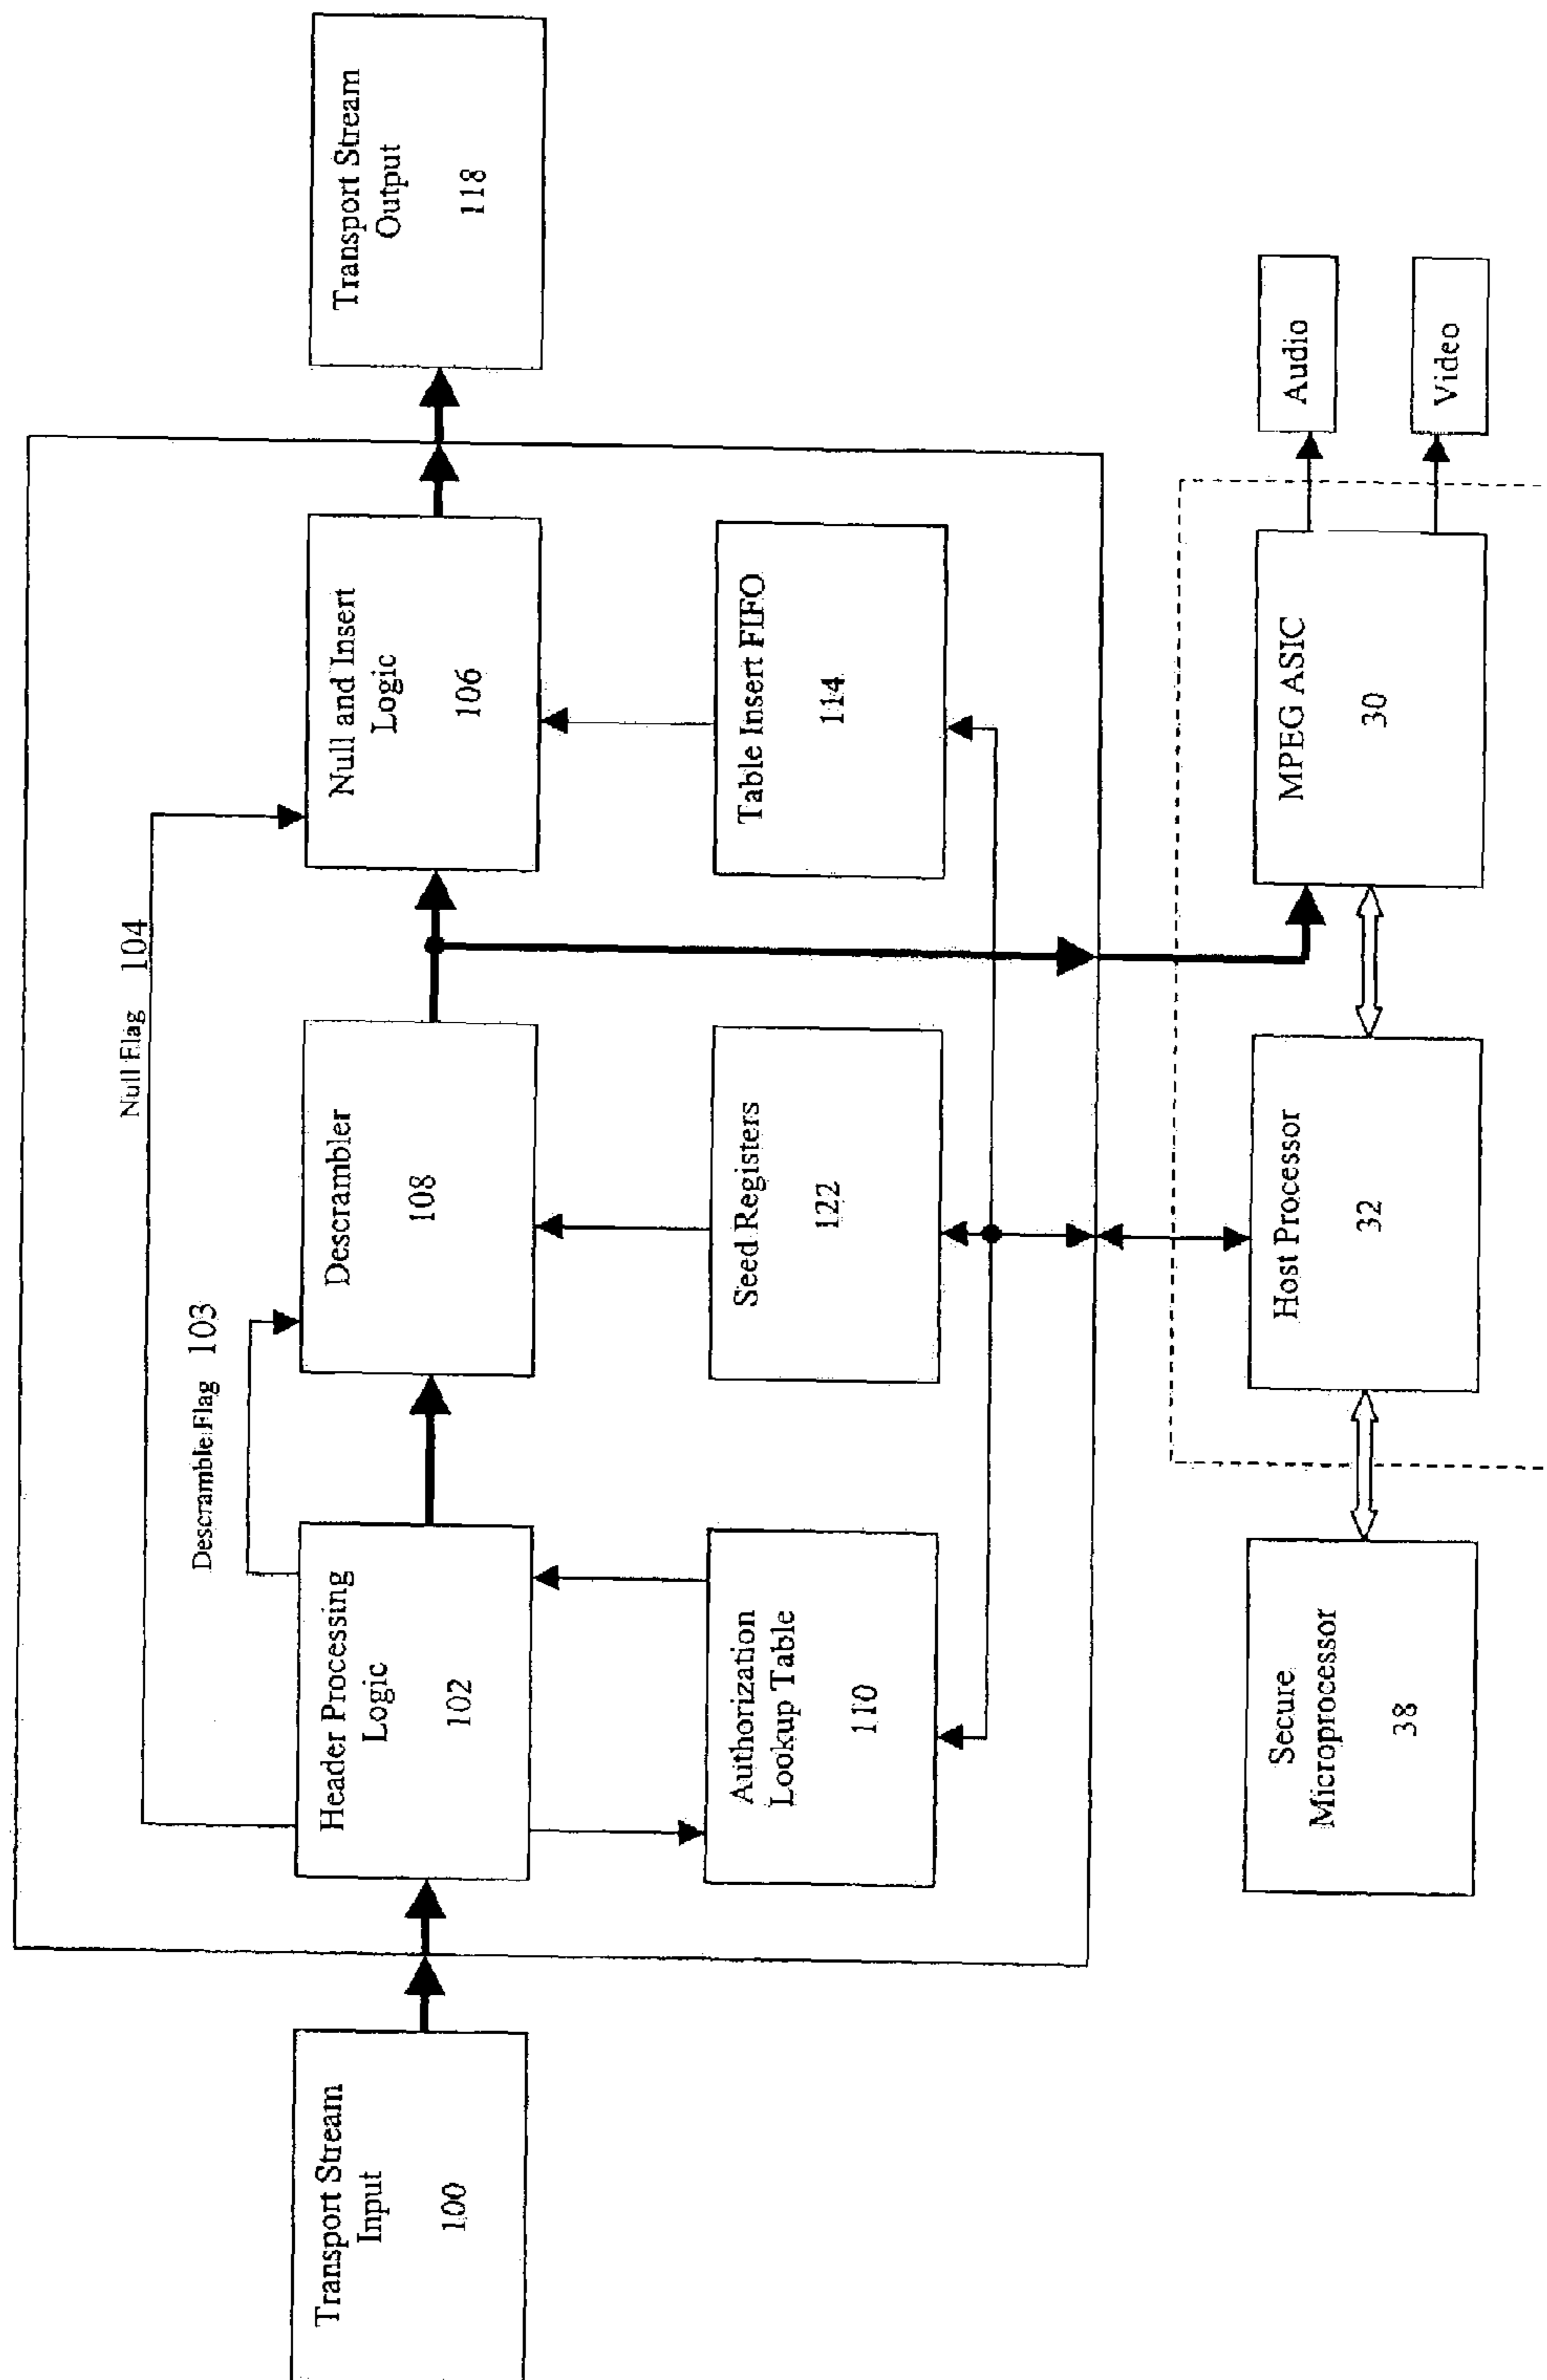 Null Flag 104
Descramble Flag 103
Transport Stream
Input
100
Header Processing
Logic
102
Descrambler
108
Null and Insert
Logic
106
Transport Stream
Output
118
Authorization
Lookup Table
110
Seed Registers
122
Table Insert FIFO
114
Secure
Microprocessor
38
Host Processor
32
MPEG ASIC
30
Audio
Video